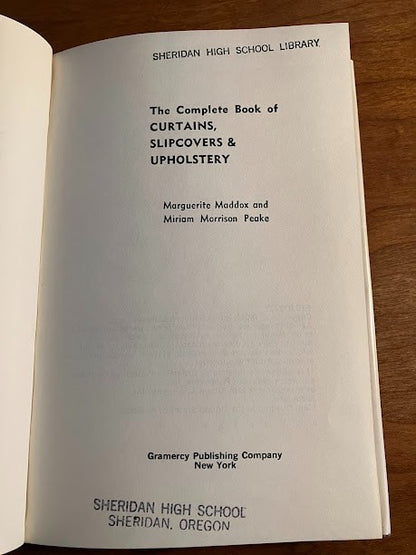 SHERIDAN HIGH SCHOOL LIBRARY
The Complete Book of
CURTAINS,
SLIPCOVERS &
UPHOLSTERY
Marguerite Maddox and
Miriam Morrison Peake
Gramercy Publishing Company
New York
SHERIDAN HIGH SCHOOL
SHERIDAN, OREGON